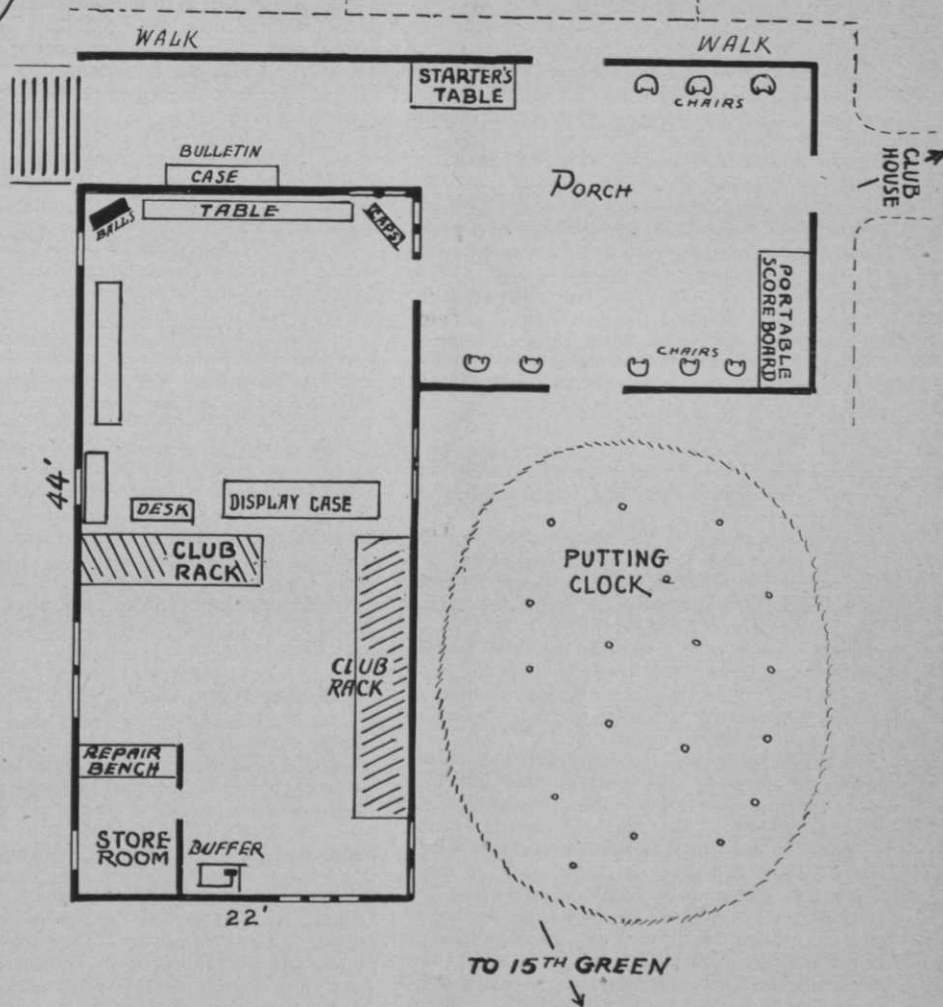 WALK
WALK
STARTER'S
TABLE
CHAIRS
BULLETIN
CASE
CLUB
HOUSE
PORCH
TABLE
BALLS
CAPS
PORTABLE
SCORE BOARD
CHAIRS
44'
DESK
DISPLAY CASE
CLUB
RACK
PUTTING
CLOCK
CLUB
RACK
REPAIR
BENCH
STORE
ROOM
BUFFER
22'
TO 15TH GREEN